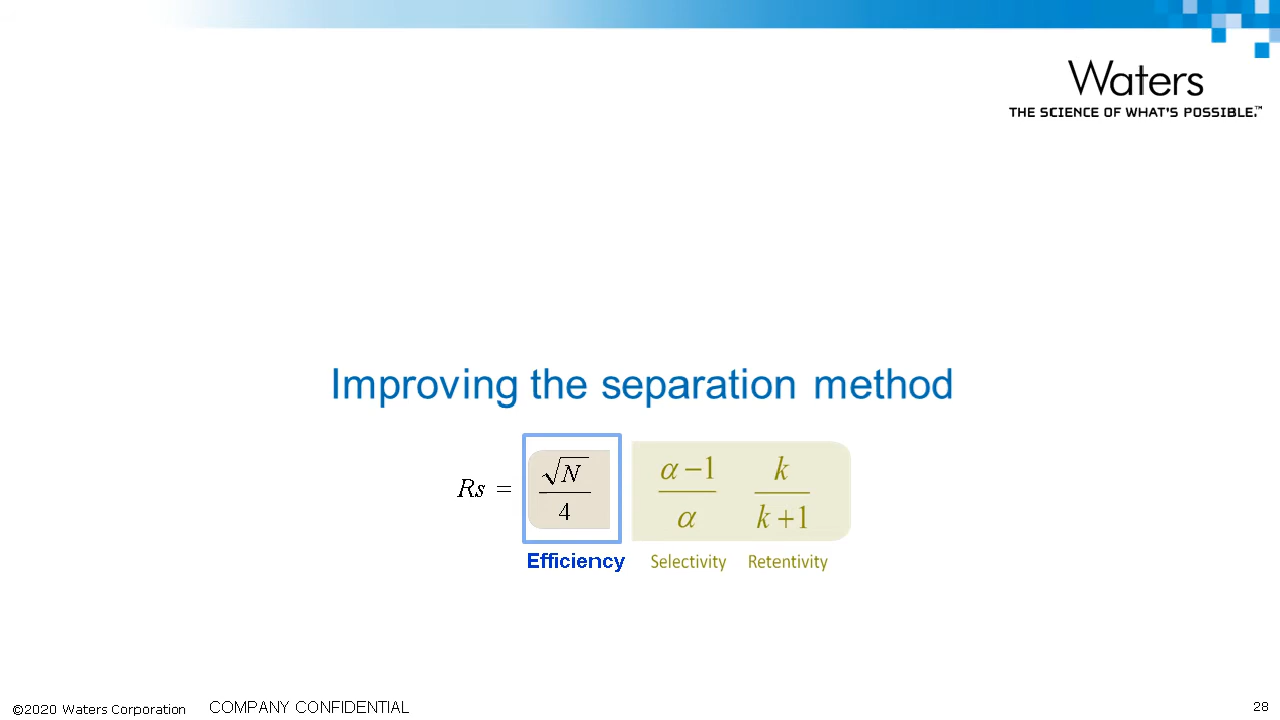 Waters
THE SCIENCE OF WHAT'S POSSIBLE.™
Improving the separation method
Rs = √N/4 α−1/α k/k+1
Efficiency Selectivity Retentivity
©2020 Waters Corporation COMPANY CONFIDENTIAL 28